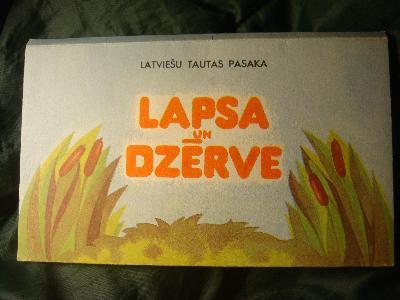 LATVIEŠU TAUTAS PASAKA
LAPSA
UN
DZĒRVE